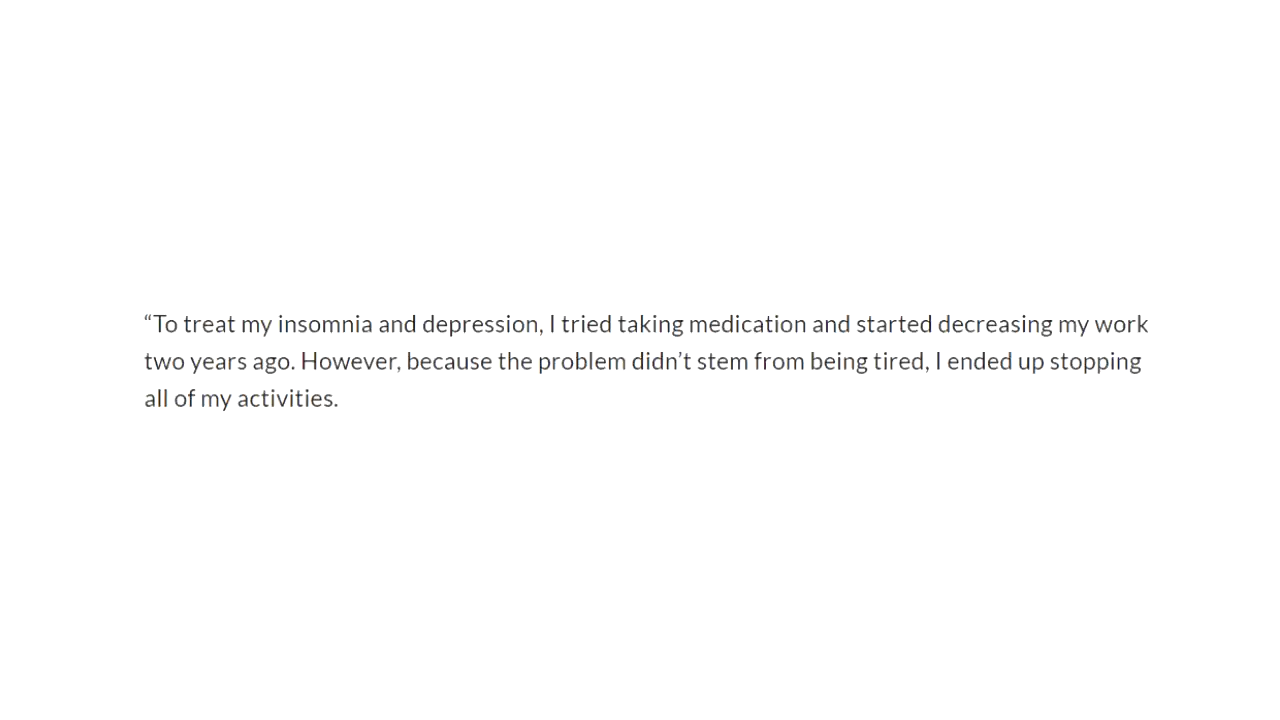 “To treat my insomnia and depression, I tried taking medication and started decreasing my work
two years ago. However, because the problem didn’t stem from being tired, I ended up stopping
all of my activities.